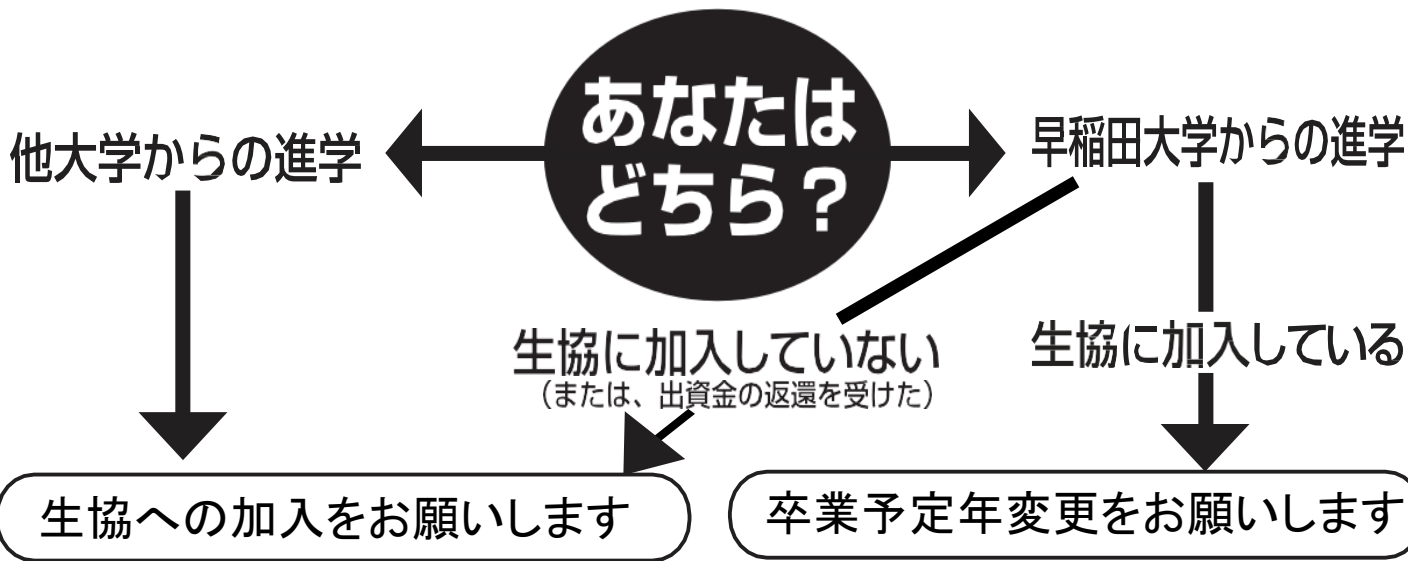 あなたは
どちら？
他大学からの進学
早稲田大学からの進学
生協に加入していない
（または、出資金の返還を受けた）
生協に加入している
生協への加入をお願いします
卒業予定年変更をお願いします